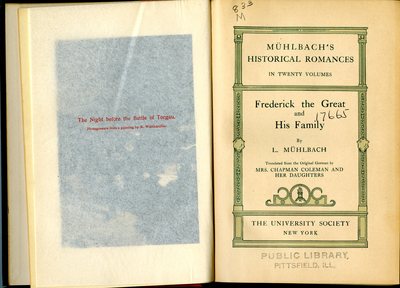 The Night before the Battle of Torgau.
Photogravure from a painting by
833
M
MÜHLBACH'S
HISTORICAL ROMANCES
IN TWENTY VOLUMES
Frederick the Great
and
17665
His Family
By
L. MÜHLBACH
Translated from the Original German by
MRS. CHAPMAN COLEMAN AND
HER DAUGHTERS
THE UNIVERSITY SOCIETY
NEW YORK
PUBLIC LIBRARY,
PITTSFIELD, ILL.